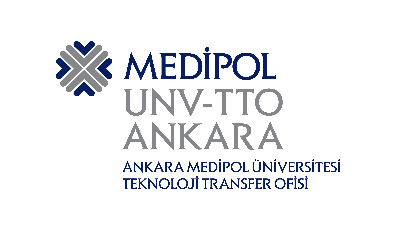 MEDİPOL
UNV-TTO
ANKARA
ANKARA MEDİPOL ÜNİVERSİTESİ
TEKNOLOJİ TRANSFER OFİSİ